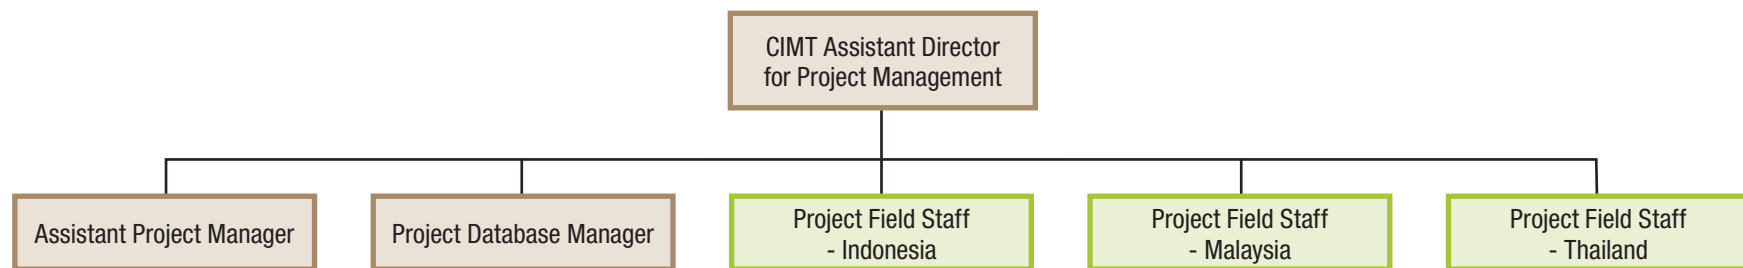 CIMT Assistant Director
for Project Management
Assistant Project Manager
Project Database Manager
Project Field Staff
- Indonesia
Project Field Staff
- Malaysia
Project Field Staff
- Thailand